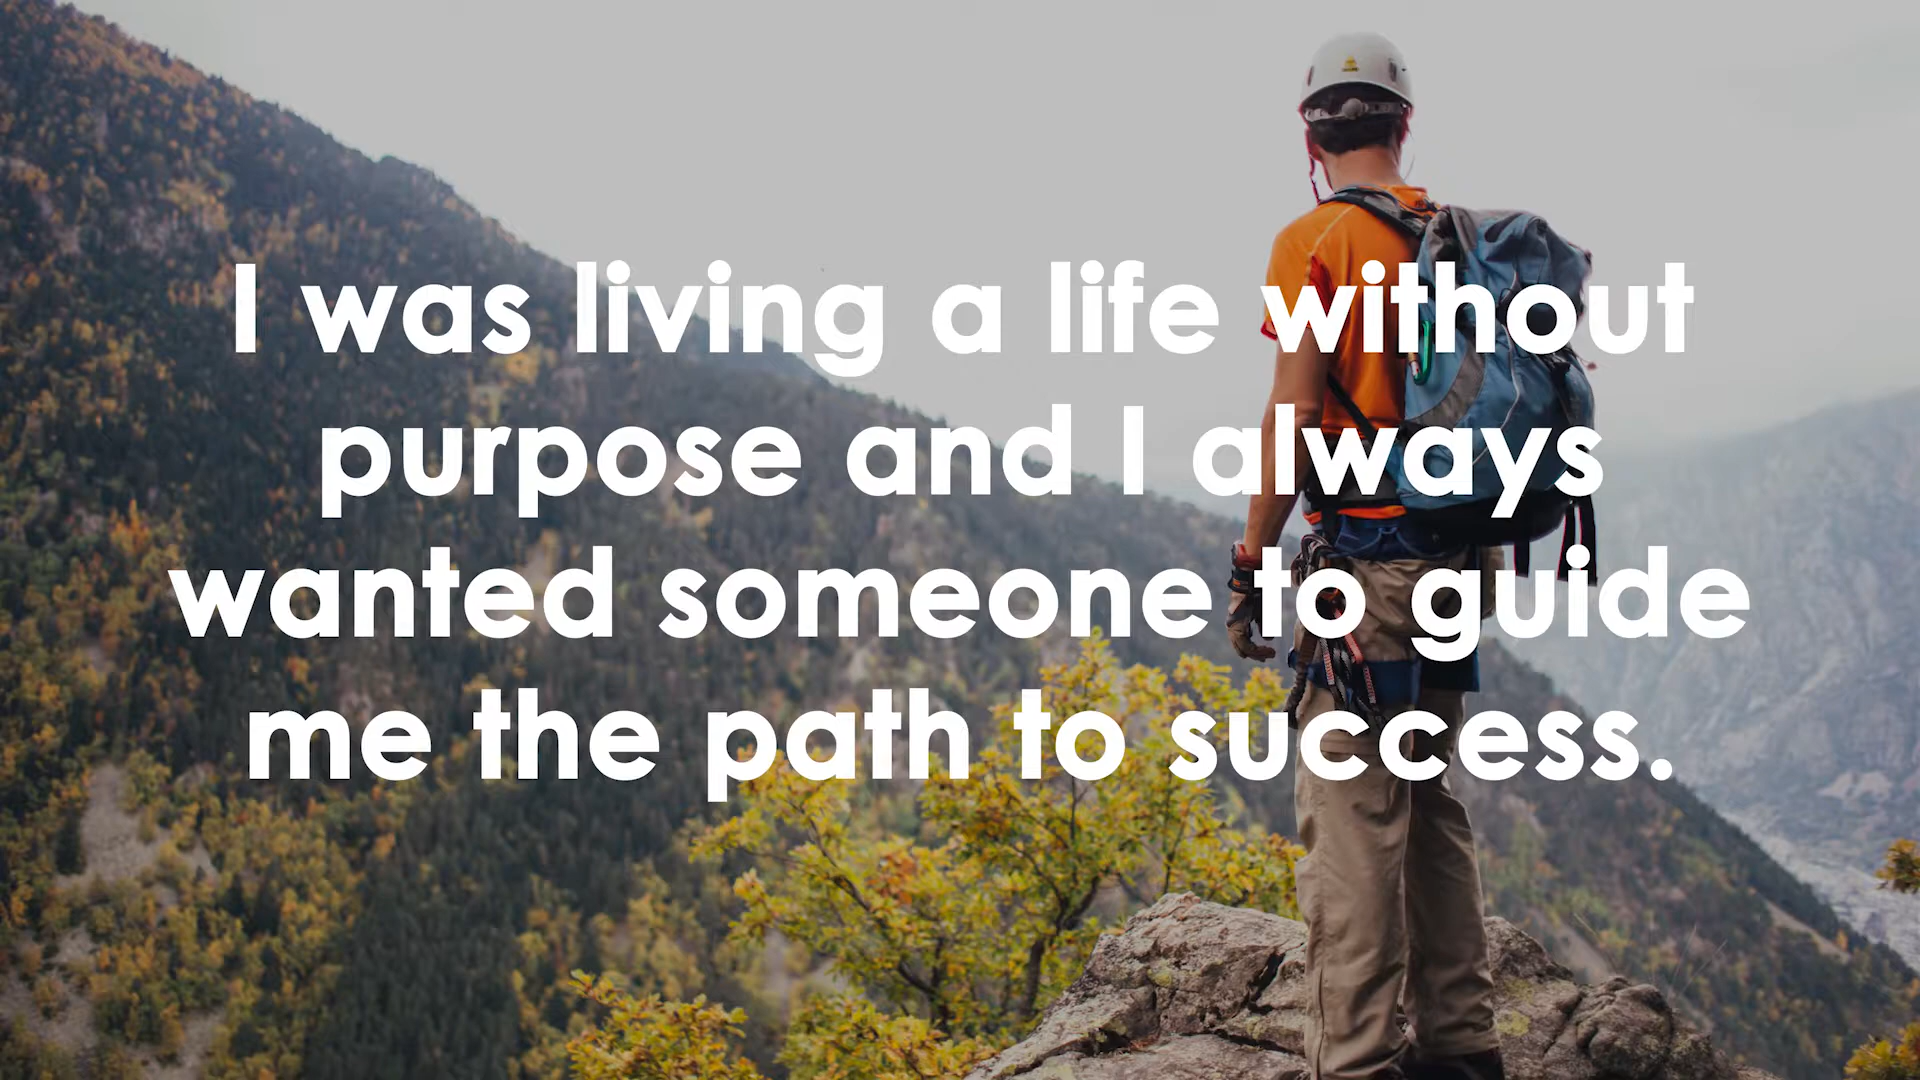 I was living a life without
purpose and I always
wanted someone to guide
me the path to success.